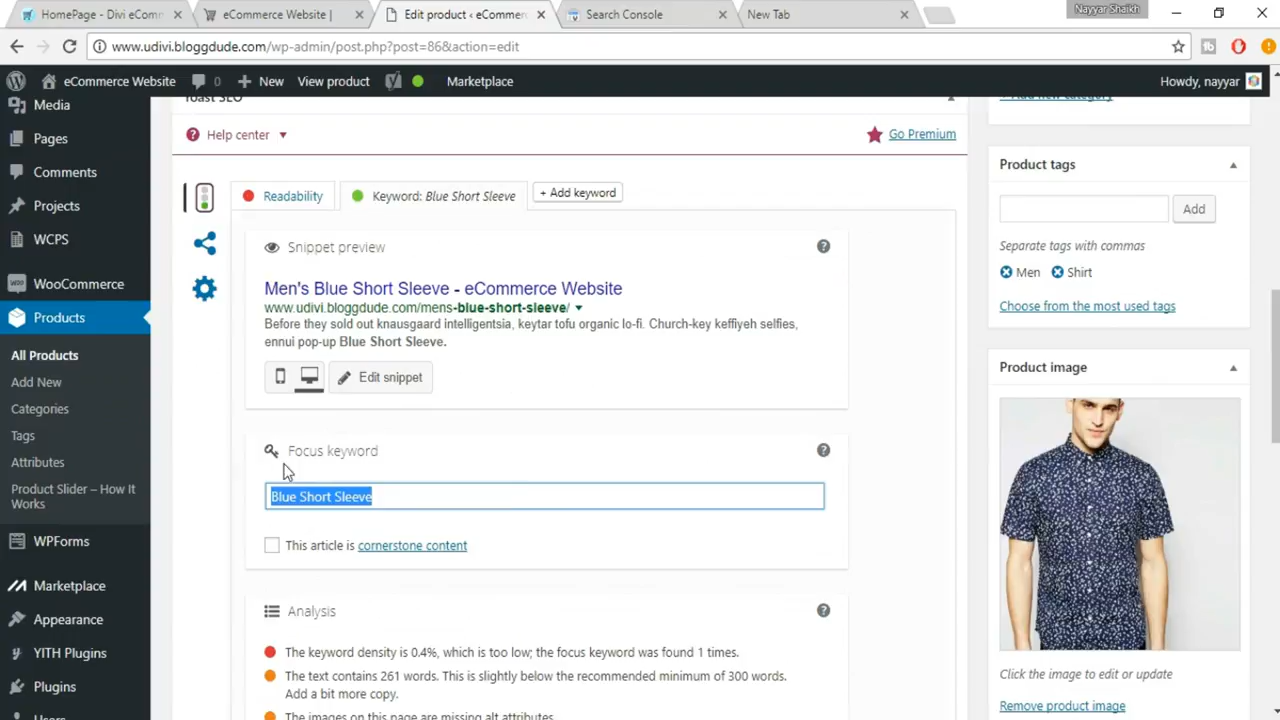 HomePage - Divi eComm
eCommerce Website |
Edit product ‹ eCommer
Search Console
New Tab
Nayyar Shaikh
www.udivi.bloggdude.com/wp-admin/post.php?post=86&action=edit
eCommerce Website
0
New
View product
Marketplace
Howdy, nayyar
Media
Pages
Comments
Projects
WCPS
WooCommerce
Products
All Products
Add New
Categories
Tags
Attributes
Product Slider – How It
Works
WPForms
Marketplace
Appearance
YITH Plugins
Plugins
Users
Yoast SEO
Help center
Go Premium
Readability
Keyword: Blue Short Sleeve
+ Add keyword
Snippet preview
Men's Blue Short Sleeve - eCommerce Website
www.udivi.bloggdude.com/mens-blue-short-sleeve/
Before they sold out knausgaard intelligentsia, keytar tofu organic lo-fi. Church-key keffiyeh selfies,
ennui pop-up Blue Short Sleeve.
Edit snippet
Focus keyword
Blue Short Sleeve
This article is cornerstone content
Analysis
The keyword density is 0.4%, which is too low; the focus keyword was found 1 times.
The text contains 261 words. This is slightly below the recommended minimum of 300 words.
Add a bit more copy.
The images on this page are missing alt attributes.
+ Add new category
Product tags
Add
Separate tags with commas
Men
Shirt
Choose from the most used tags
Product image
Click the image to edit or update
Remove product image